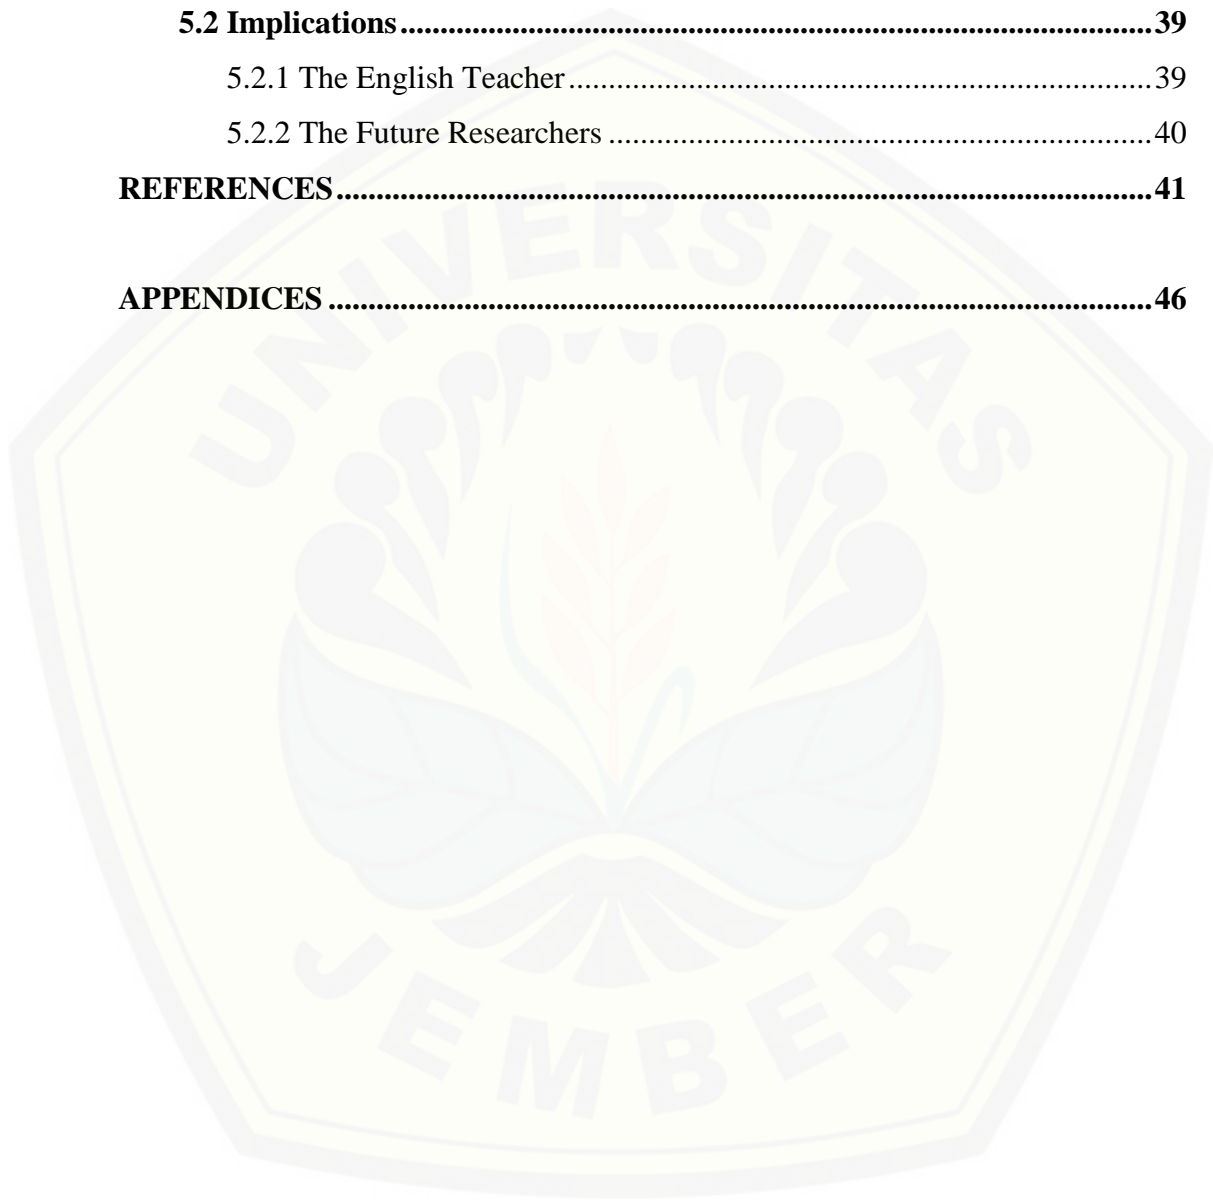 5.2 Implications....................................................................................39
5.2.1 The English Teacher..................................................................39
5.2.2 The Future Researchers.............................................................40
REFERENCES.......................................................................................41
APPENDICES........................................................................................46
UNIVERSITAS
JEMBER